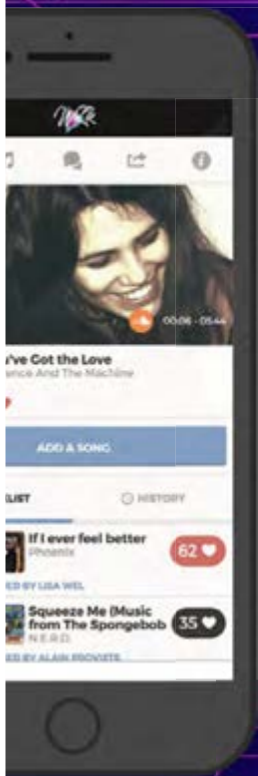 00:06 - 05:44
've Got the Love
ence And The Machine
ADD A SONG
LIST
HISTORY
If I ever feel better
Phoenix
62
ED BY LISA WEL
Squeeze Me (Music
from The Spongebob
N.E.R.D.
35
ED BY ALAIN PROVISTE